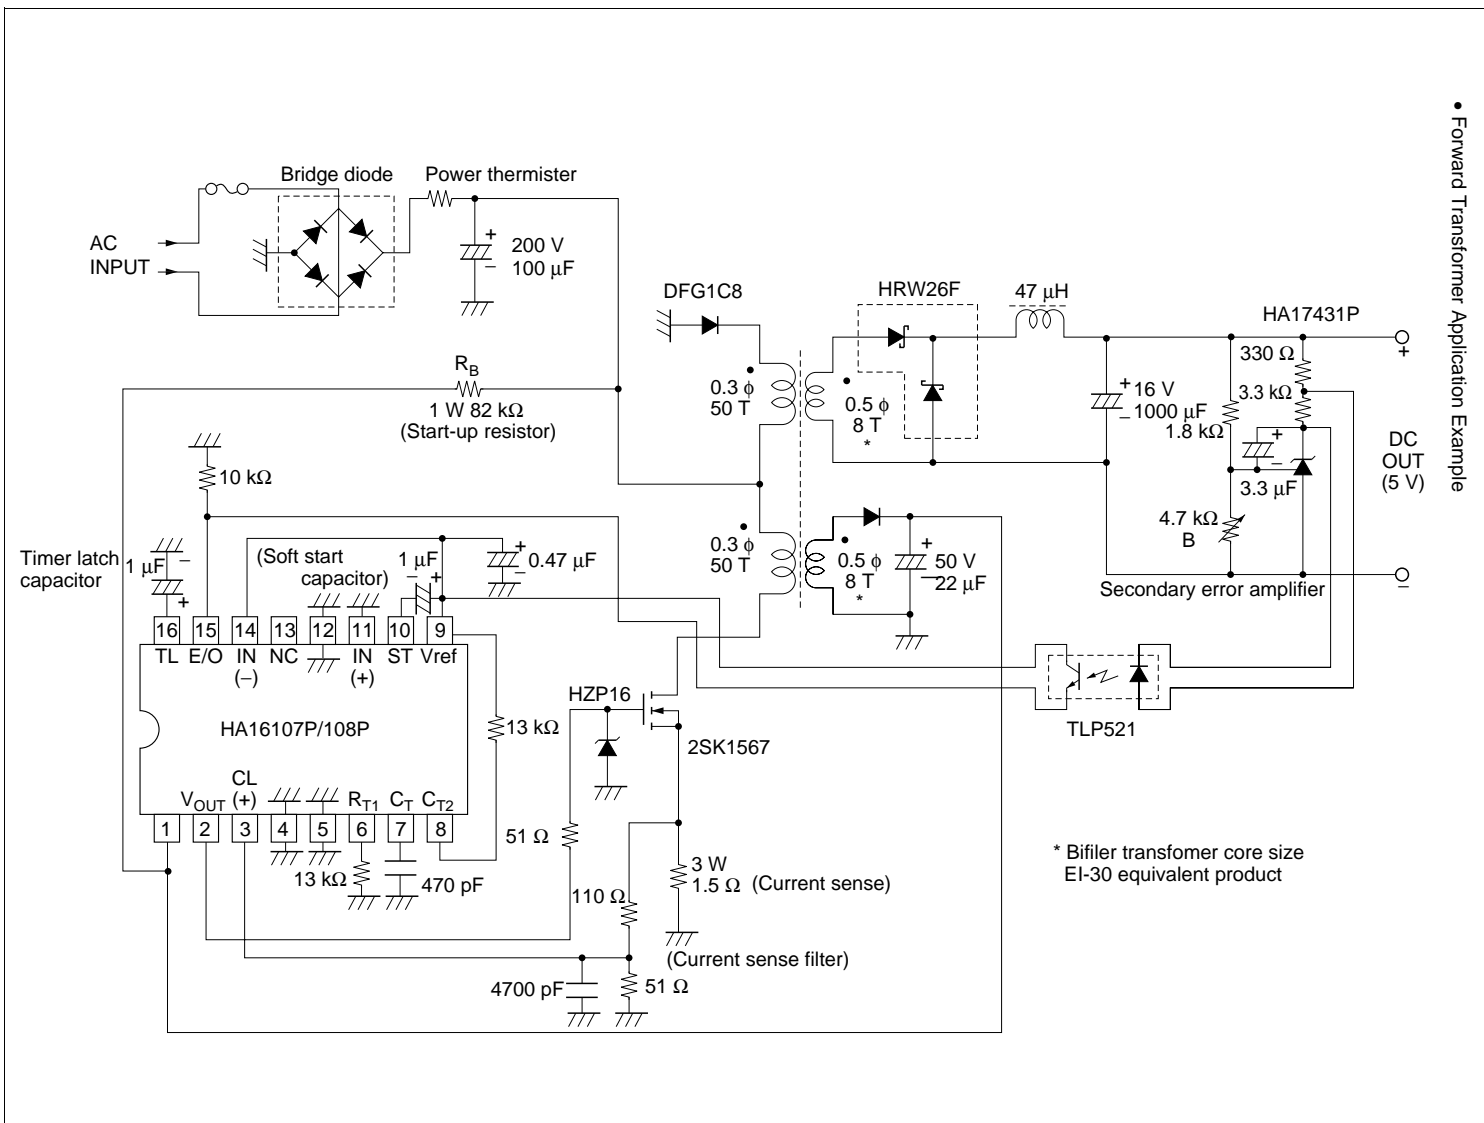 • Forward Transformer Application Example
Bridge diode
Power thermister
AC
INPUT
+
200 V
−
100 µF
DFG1C8
HRW26F
47 µH
HA17431P
R_B
1 W 82 kΩ
(Start-up resistor)
0.3 ϕ
50 T
0.5 ϕ
8 T
*
+
16 V
−
1000 µF
330 Ω
3.3 kΩ
1.8 kΩ
+
−
3.3 µF
4.7 kΩ
B
+
DC
OUT
(5 V)
−
Secondary error amplifier
10 kΩ
Timer latch
capacitor
1 µF
−
+
(Soft start
capacitor)
1 µF
−
+
+
0.47 µF
−
0.3 ϕ
50 T
0.5 ϕ
8 T
*
+
50 V
−
22 µF
16 15 14 13 12 11 10 9
TL E/O IN NC IN ST Vref
(−) (+)
HA16107P/108P
CL
V_OUT (+) R_T1 C_T C_T2
1 2 3 4 5 6 7 8
13 kΩ
470 pF
13 kΩ
HZP16
2SK1567
TLP521
51 Ω
110 Ω
3 W
1.5 Ω (Current sense)
(Current sense filter)
4700 pF
51 Ω
* Bifiler transfomer core size
EI-30 equivalent product